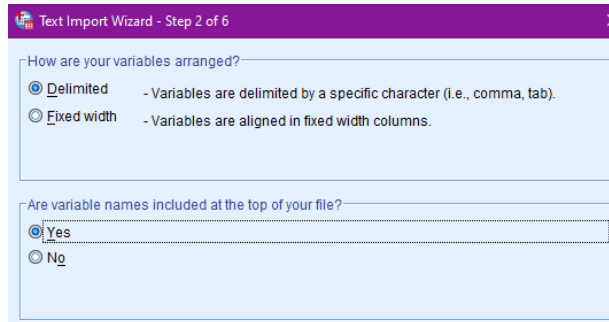 Text Import Wizard - Step 2 of 6
How are your variables arranged?
Delimited - Variables are delimited by a specific character (i.e., comma, tab).
Fixed width - Variables are aligned in fixed width columns.
Are variable names included at the top of your file?
Yes
No